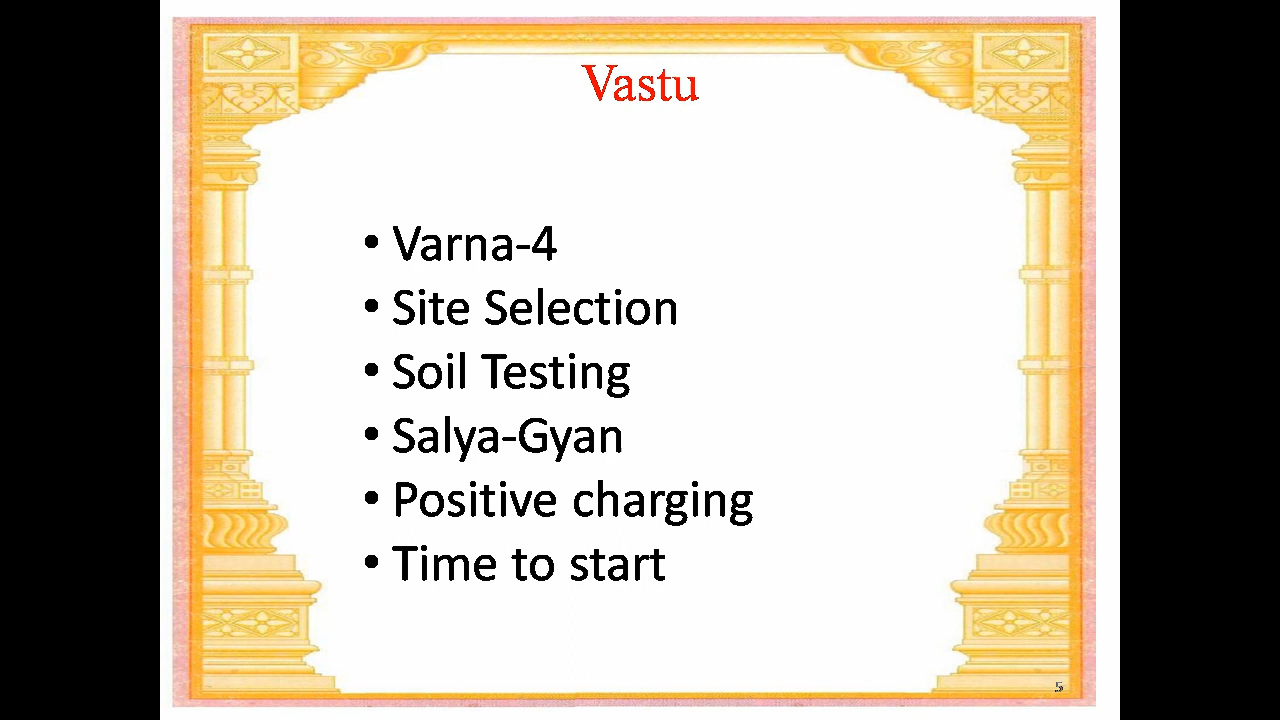 Vastu
• Varna-4
• Site Selection
• Soil Testing
• Salya-Gyan
• Positive charging
• Time to start
5